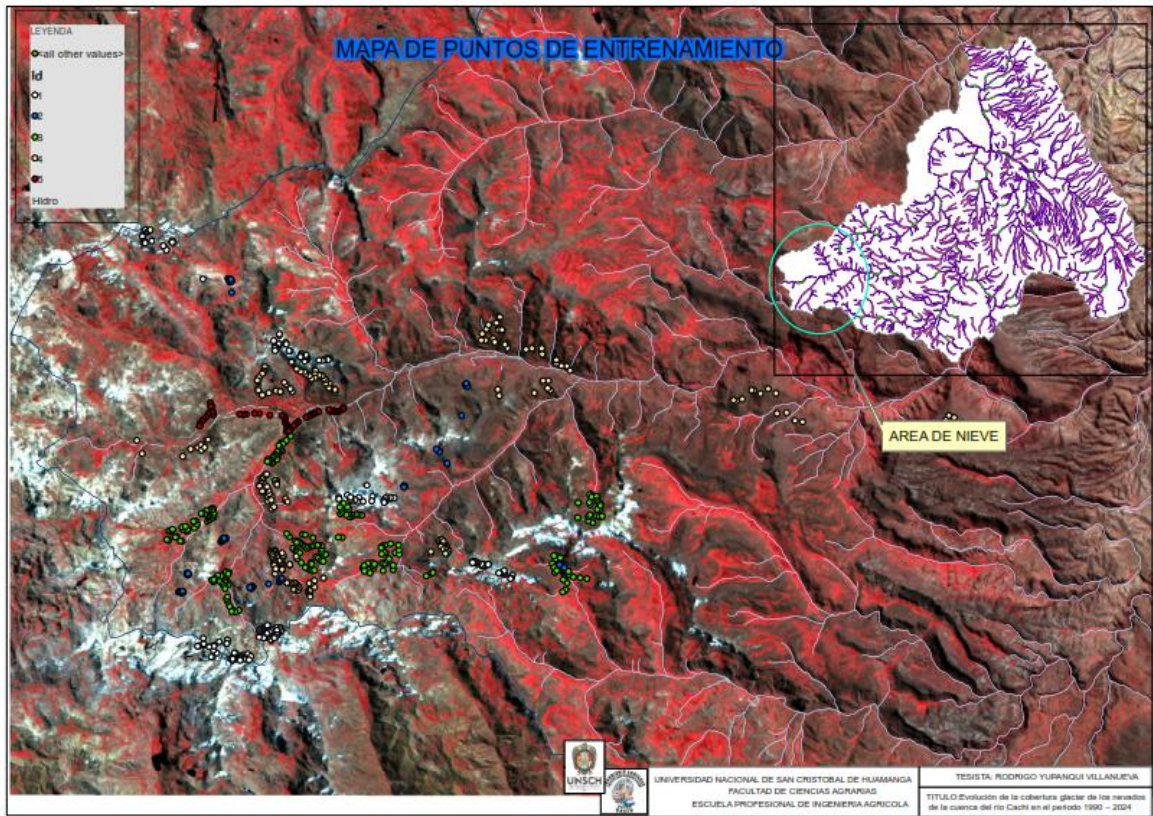 LEYENDA
<all other values>
Id
1
2
3
4
5
Hidro
MAPA DE PUNTOS DE ENTRENAMIENTO
AREA DE NIEVE
UNSCH
UNIVERSIDAD NACIONAL DE SAN CRISTOBAL DE HUAMANGA
FACULTAD DE CIENCIAS AGRARIAS
ESCUELA PROFESIONAL DE INGENIERIA AGRICOLA
TESISTA: RODRIGO YUPANQUI VILLANUEVA
TITULO:Evolución de la cobertura glaciar de los nevados
de la cuenca del río Cachi en el periodo 1990 – 2024